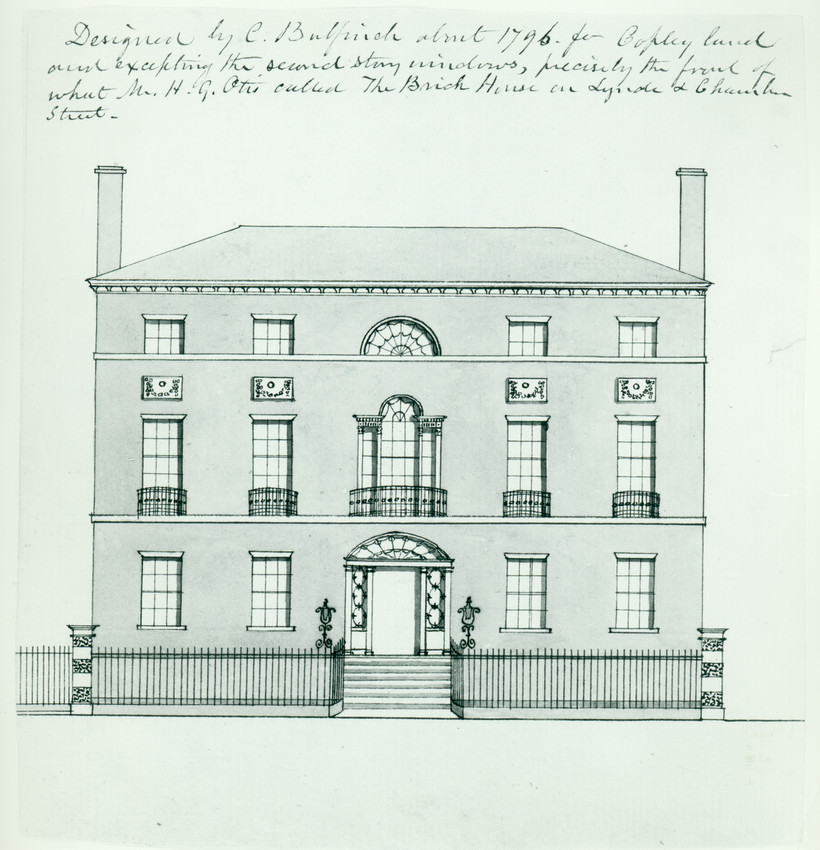 Designed by C. Bulfinch about 1796. for Copley land
and excepting the second story windows, precisely the front of
what Mr. H. G. Otis called The Brick House on Lynde & Chamber
Street.